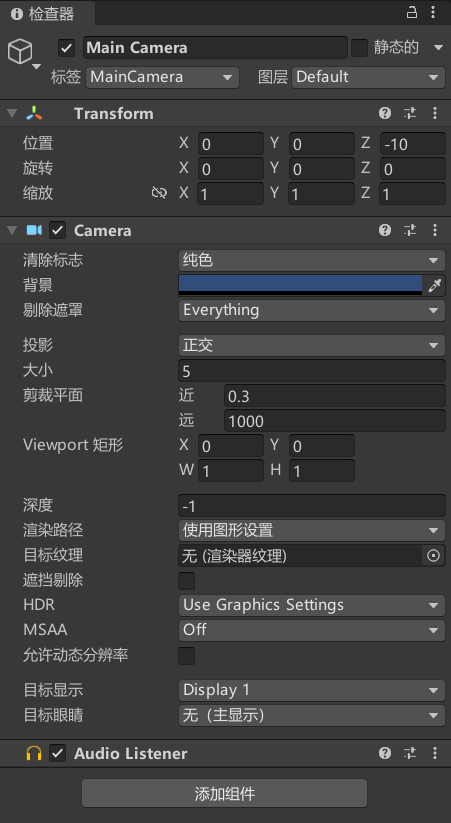 检查器
Main Camera 静态的
标签 MainCamera 图层 Default
Transform
位置 X 0 Y 0 Z -10
旋转 X 0 Y 0 Z 0
缩放 X 1 Y 1 Z 1
Camera
清除标志 纯色
背景
剔除遮罩 Everything
投影 正交
大小 5
剪裁平面 近 0.3
远 1000
Viewport 矩形 X 0 Y 0
W 1 H 1
深度 -1
渲染路径 使用图形设置
目标纹理 无 (渲染器纹理)
遮挡剔除
HDR Use Graphics Settings
MSAA Off
允许动态分辨率
目标显示 Display 1
目标眼睛 无（主显示）
Audio Listener
添加组件